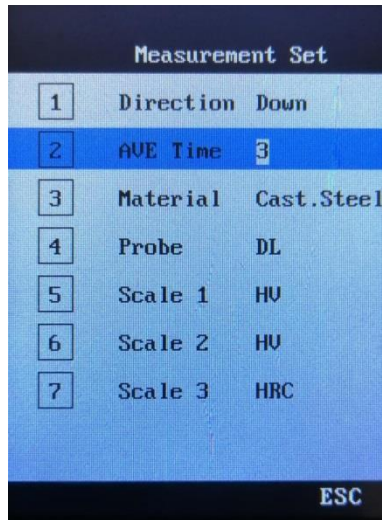 Measurement Set
1 Direction Down
2 AVE Time 3
3 Material Cast.Steel
4 Probe DL
5 Scale 1 HV
6 Scale 2 HV
7 Scale 3 HRC
ESC